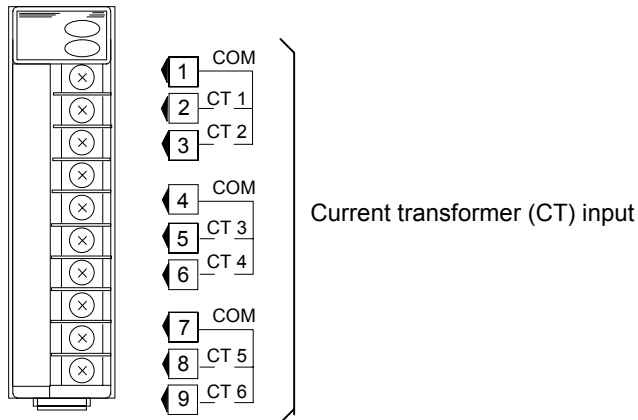 1 COM
2 CT 1
3 CT 2
4 COM
5 CT 3
6 CT 4
7 COM
8 CT 5
9 CT 6
Current transformer (CT) input